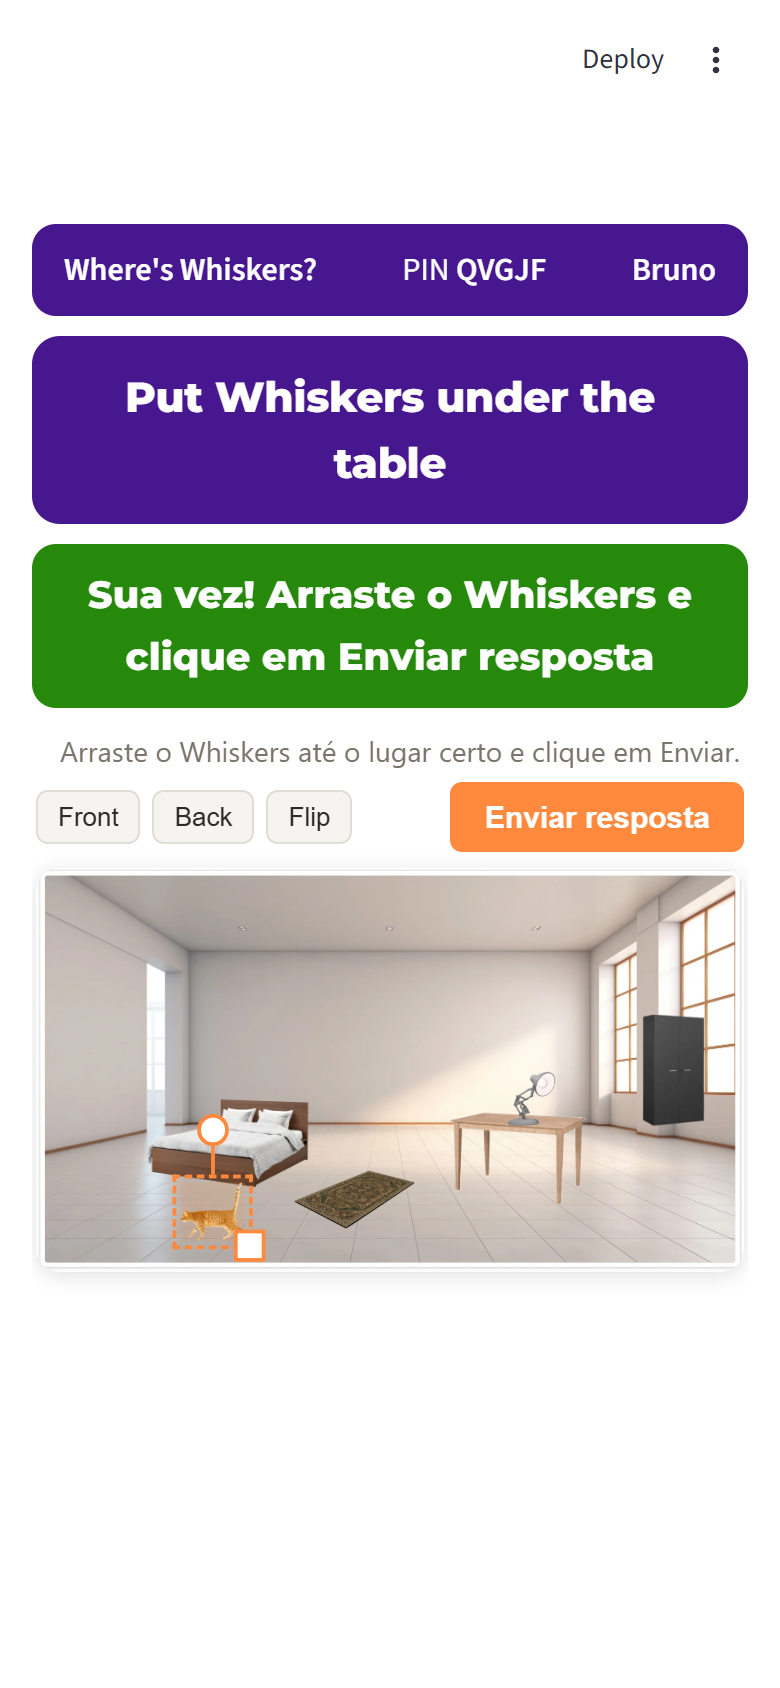 Deploy
Where's Whiskers? PIN QVGJF Bruno
Put Whiskers under the
table
Sua vez! Arraste o Whiskers e
clique em Enviar resposta
Arraste o Whiskers até o lugar certo e clique em Enviar.
Front Back Flip Enviar resposta